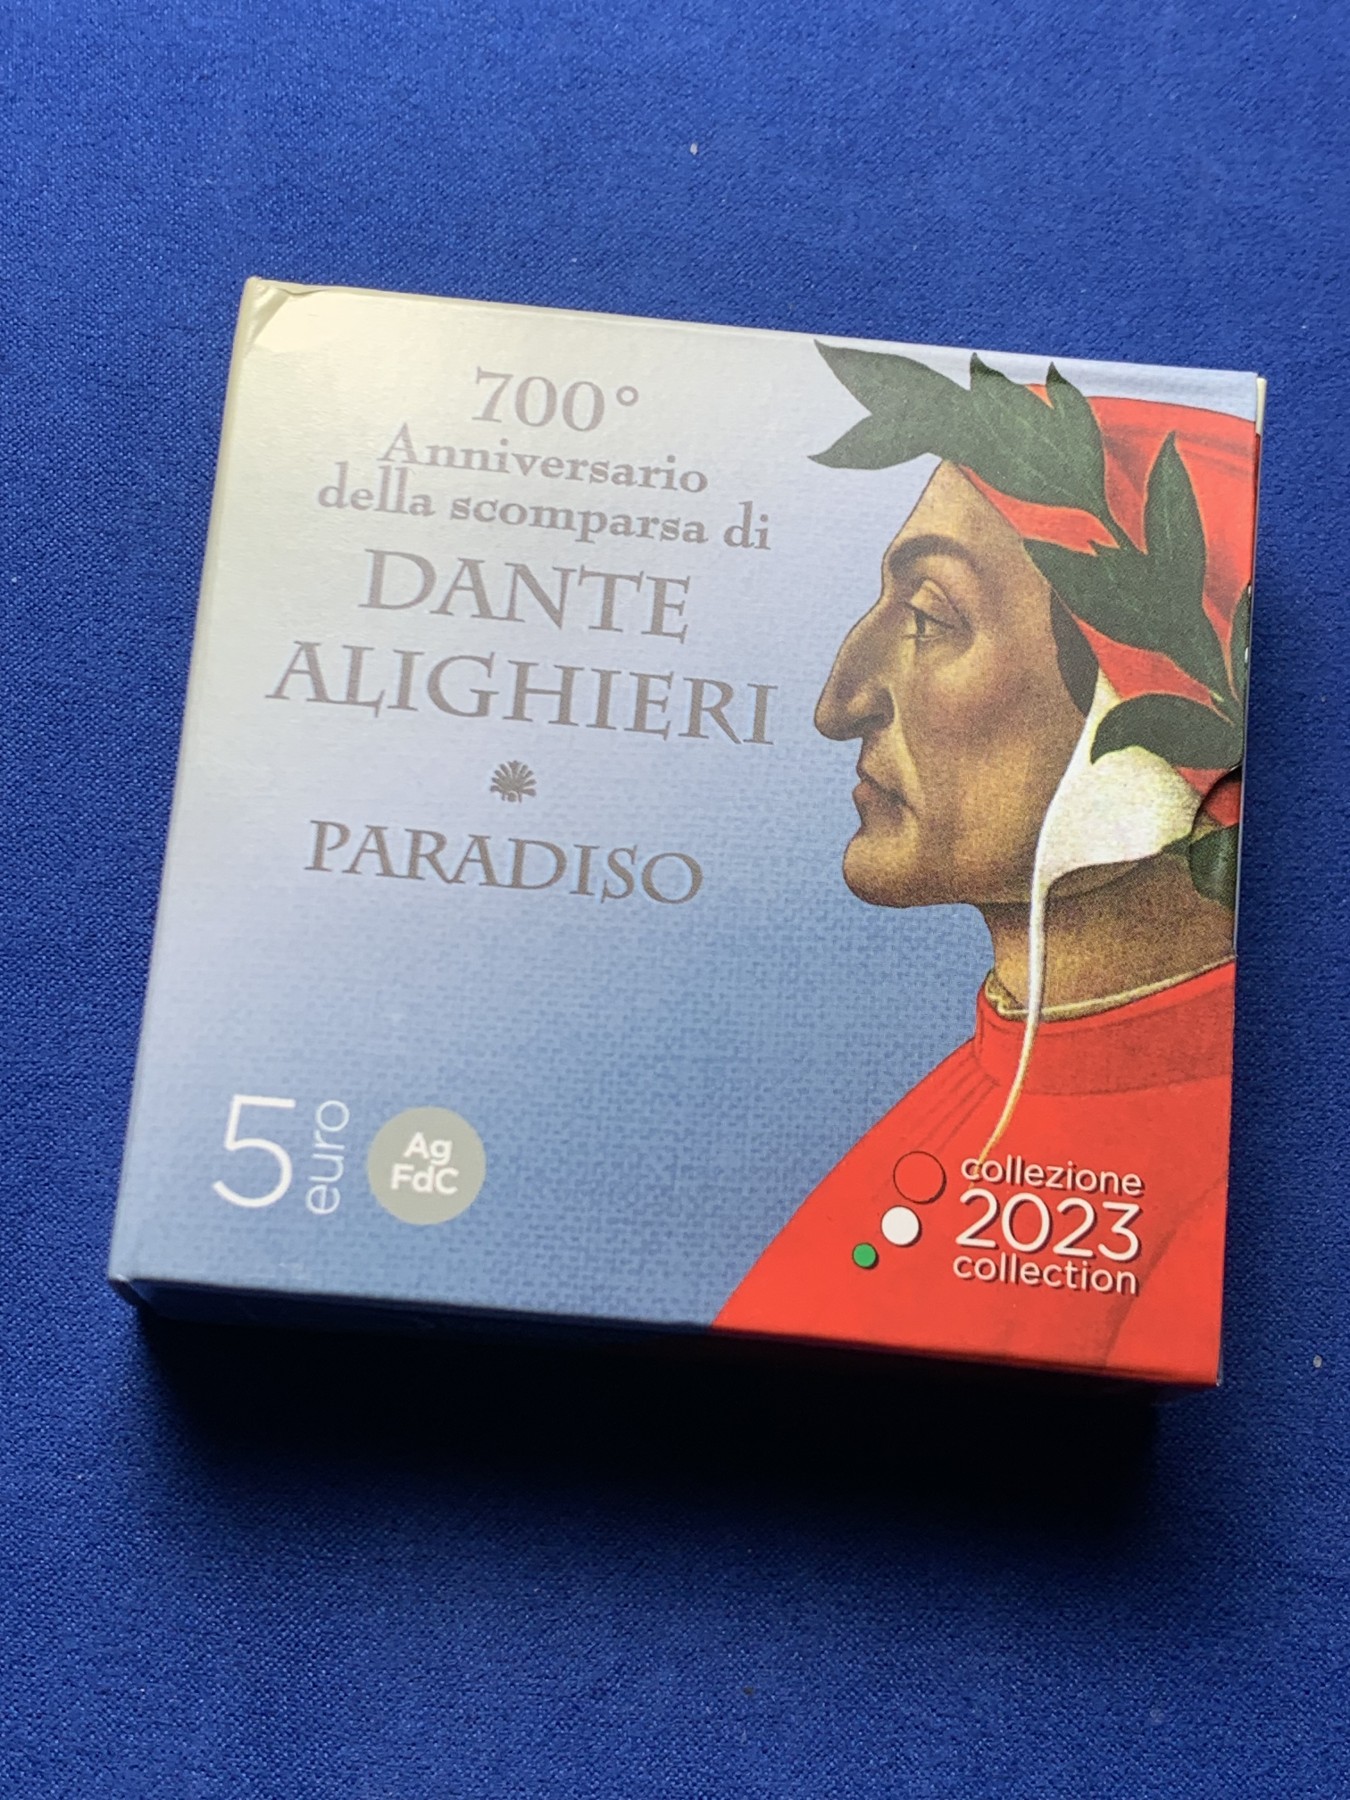 700°
Anniversario
della scomparsa di
DANTE
ALIGHIERI
PARADISO
5 euro
Ag
FdC
collezione
2023
collection